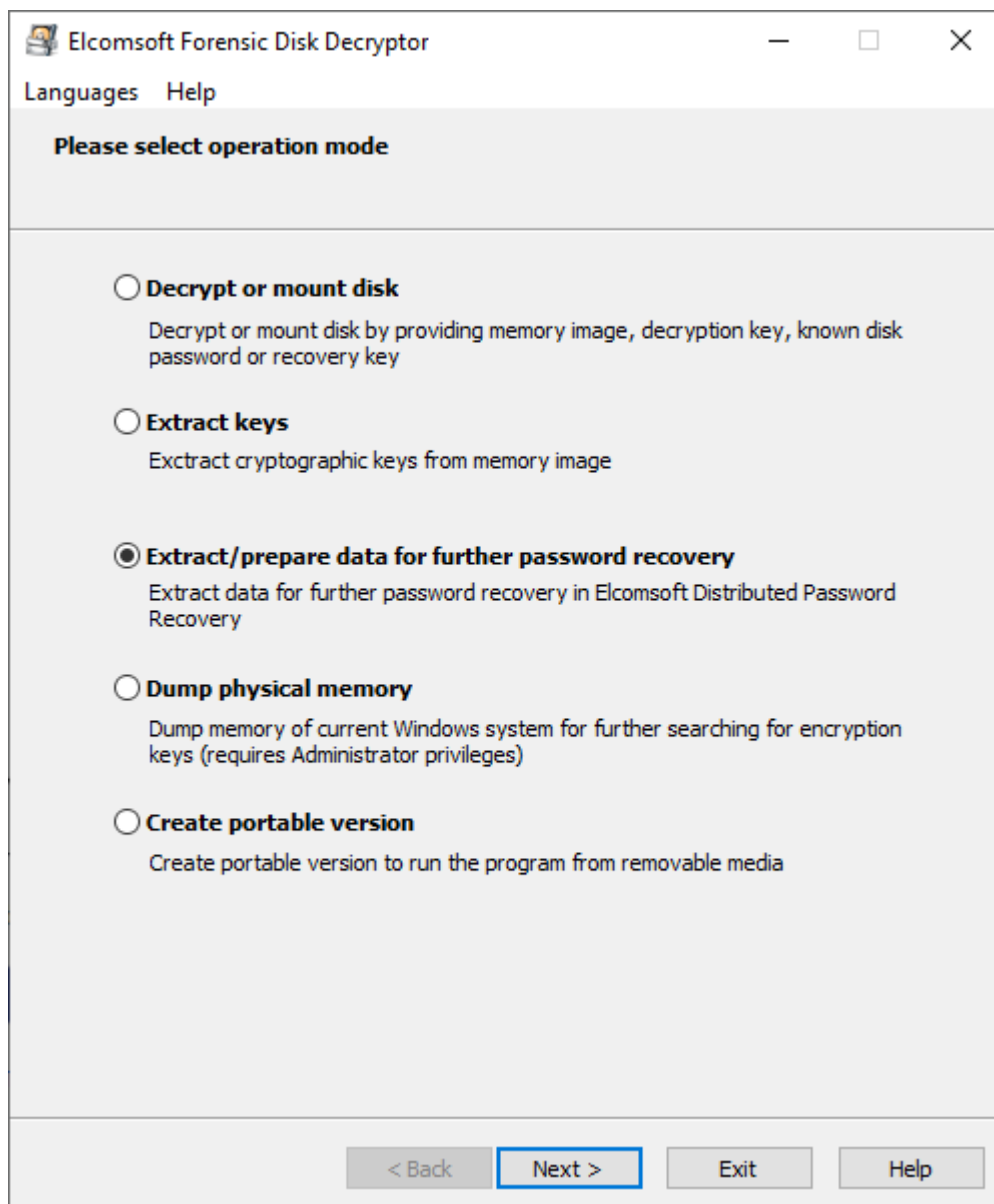 Elcomsoft Forensic Disk Decryptor
Languages Help
Please select operation mode
Decrypt or mount disk
Decrypt or mount disk by providing memory image, decryption key, known disk
password or recovery key
Extract keys
Exctract cryptographic keys from memory image
Extract/prepare data for further password recovery
Extract data for further password recovery in Elcomsoft Distributed Password
Recovery
Dump physical memory
Dump memory of current Windows system for further searching for encryption
keys (requires Administrator privileges)
Create portable version
Create portable version to run the program from removable media
< Back Next > Exit Help